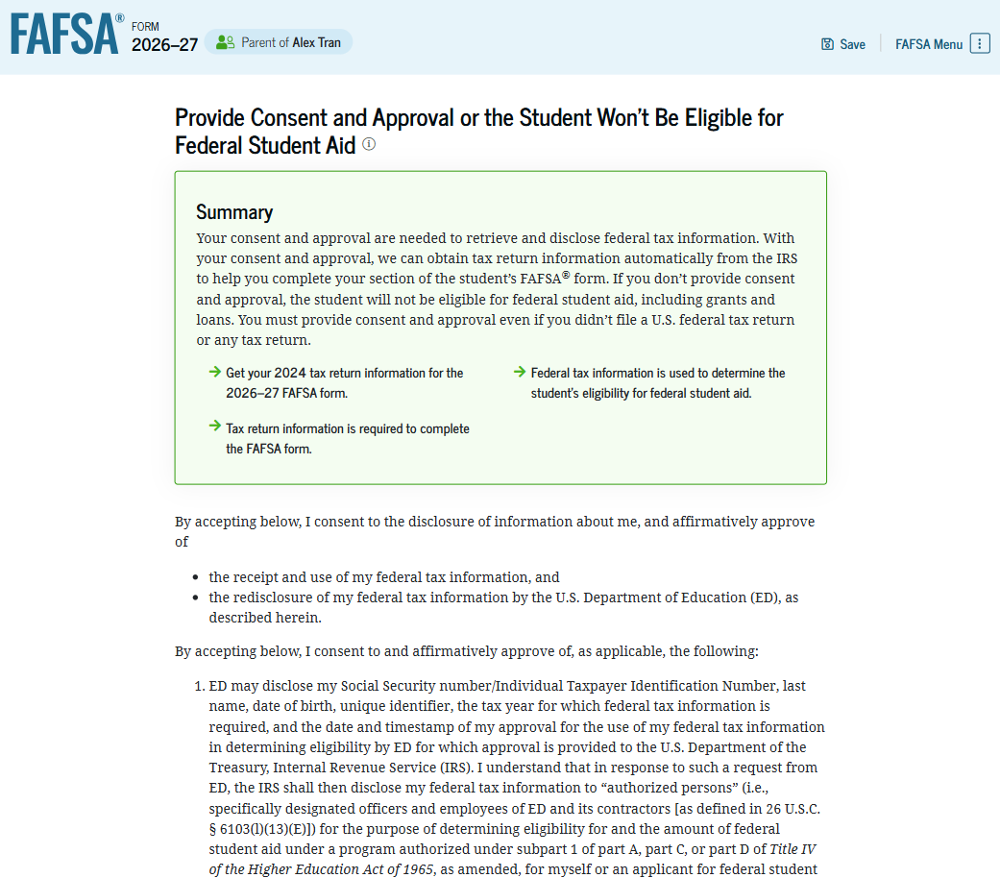 FAFSA®
FORM
2026–27
Parent of Alex Tran
Save
FAFSA Menu
Provide Consent and Approval or the Student Won’t Be Eligible for
Federal Student Aid
Summary
Your consent and approval are needed to retrieve and disclose federal tax information. With
your consent and approval, we can obtain tax return information automatically from the IRS
to help you complete your section of the student’s FAFSA® form. If you don’t provide consent
and approval, the student will not be eligible for federal student aid, including grants and
loans. You must provide consent and approval even if you didn’t file a U.S. federal tax return
or any tax return.
Get your 2024 tax return information for the
2026–27 FAFSA form.
Federal tax information is used to determine the
student’s eligibility for federal student aid.
Tax return information is required to complete
the FAFSA form.
By accepting below, I consent to the disclosure of information about me, and affirmatively approve
of
• the receipt and use of my federal tax information, and
• the redisclosure of my federal tax information by the U.S. Department of Education (ED), as
described herein.
By accepting below, I consent to and affirmatively approve of, as applicable, the following:
1. ED may disclose my Social Security number/Individual Taxpayer Identification Number, last
name, date of birth, unique identifier, the tax year for which federal tax information is
required, and the date and timestamp of my approval for the use of my federal tax information
in determining eligibility by ED for which approval is provided to the U.S. Department of the
Treasury, Internal Revenue Service (IRS). I understand that in response to such a request from
ED, the IRS shall then disclose my federal tax information to “authorized persons” (i.e.,
specifically designated officers and employees of ED and its contractors [as defined in 26 U.S.C.
§ 6103(l)(13)(E)]) for the purpose of determining eligibility for and the amount of federal
student aid under a program authorized under subpart 1 of part A, part C, or part D of Title IV
of the Higher Education Act of 1965, as amended, for myself or an applicant for federal student